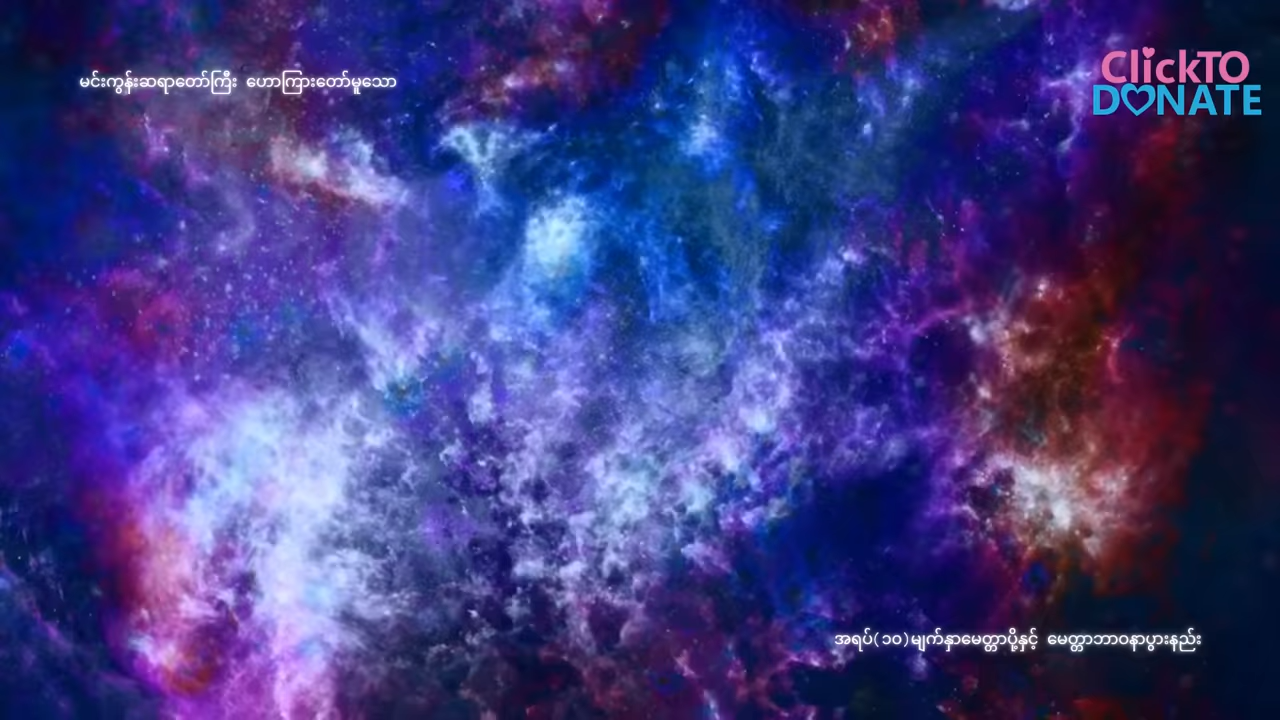 မင်းကွန်းဆရာတော်ကြီး ဟောကြားတော်မူသော
ClickTO
DONATE
အရပ်(၁၀)မျက်နှာမေတ္တာပို့နှင့် မေတ္တာဘာဝနာပွားနည်း